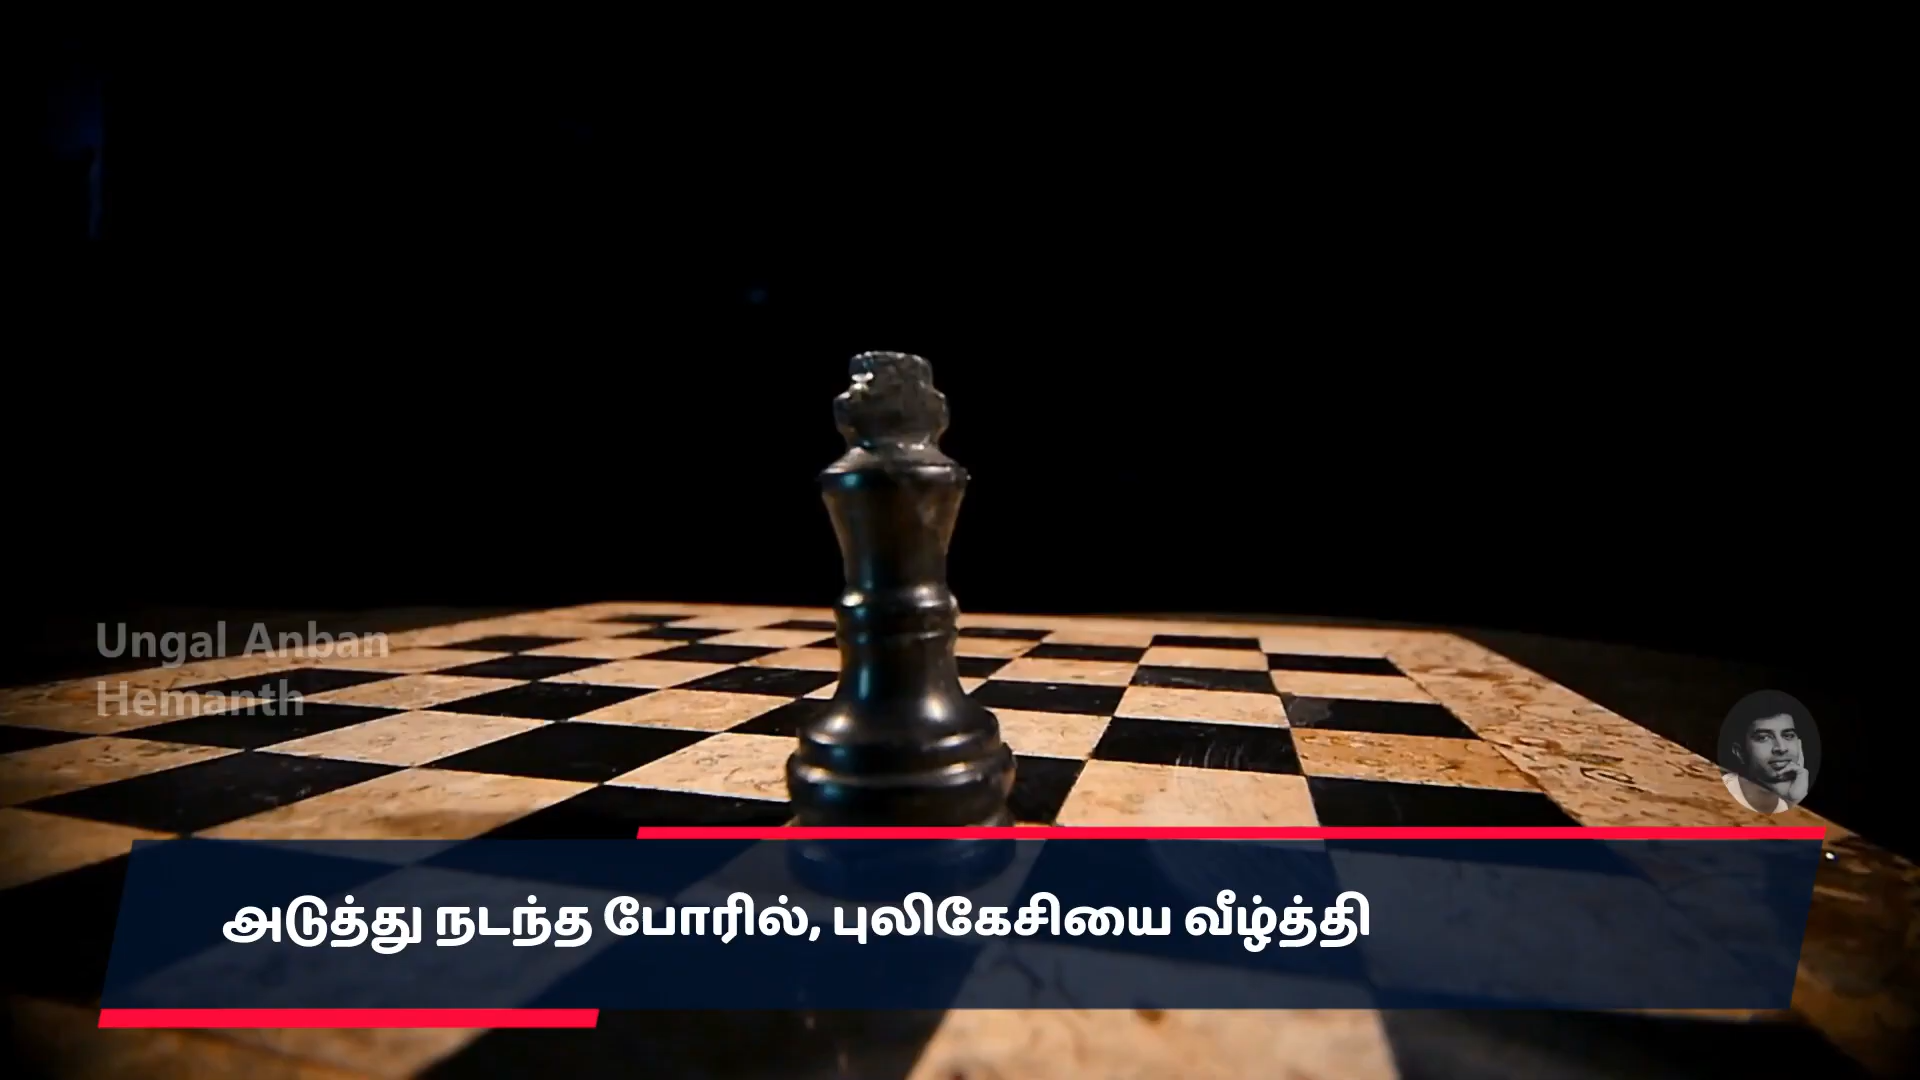 Ungal Anban
Hemanth
அடுத்து நடந்த போரில், புலிகேசியை வீழ்த்தி